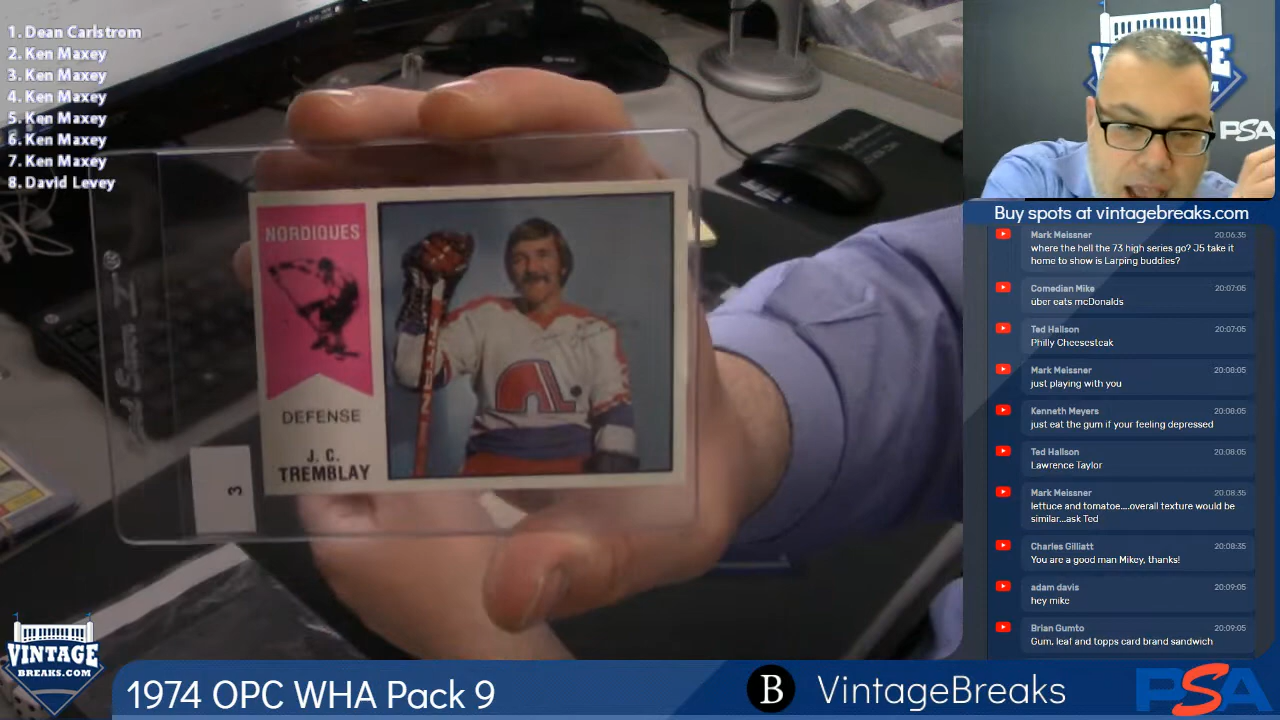 1. Dean Carlstrom
2. Ken Maxey
3. Ken Maxey
4. Ken Maxey
5. Ken Maxey
6. Ken Maxey
7. Ken Maxey
8. David Levey
NORDIQUES
DEFENSE
J. C.
TREMBLAY
3
VINTAGE
PSA
Buy spots at vintagebreaks.com
Mark Meissner 20:06:35
where the hell the 73 high series go? J5 take it
home to show is Larping buddies?
Comedian Mike 20:07:05
uber eats mcDonalds
Ted Hallson 20:07:05
Philly Cheesesteak
Mark Meissner 20:08:05
just playing with you
Kenneth Meyers 20:08:05
just eat the gum if your feeling depressed
Ted Hallson 20:08:05
Lawrence Taylor
Mark Meissner 20:08:35
lettuce and tomatoe....overall texture would be
similar...ask Ted
Charles Gilliatt 20:08:35
You are a good man Mikey, thanks!
adam davis 20:09:05
hey mike
Brian Gumto 20:09:05
Gum, leaf and topps card brand sandwich
VINTAGE
BREAKS.COM
1974 OPC WHA Pack 9
B VintageBreaks
PSA